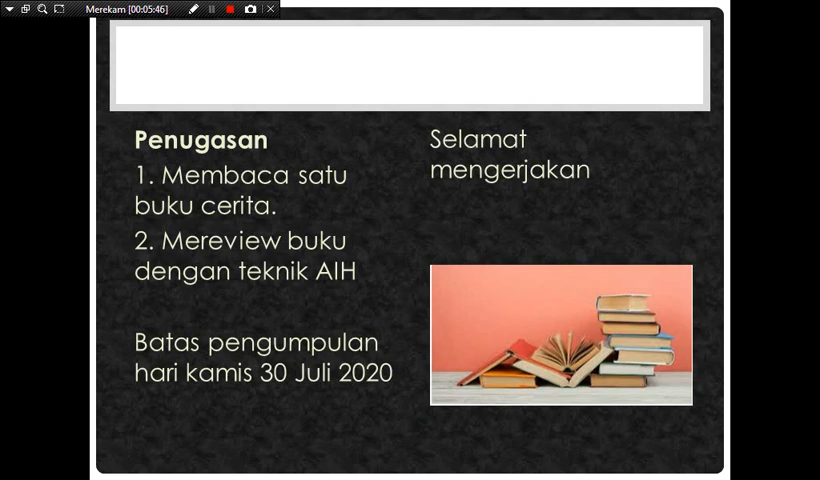 Merekam [00:05:46]
Penugasan
1. Membaca satu
buku cerita.
2. Mereview buku
dengan teknik AIH
Batas pengumpulan
hari kamis 30 Juli 2020
Selamat
mengerjakan